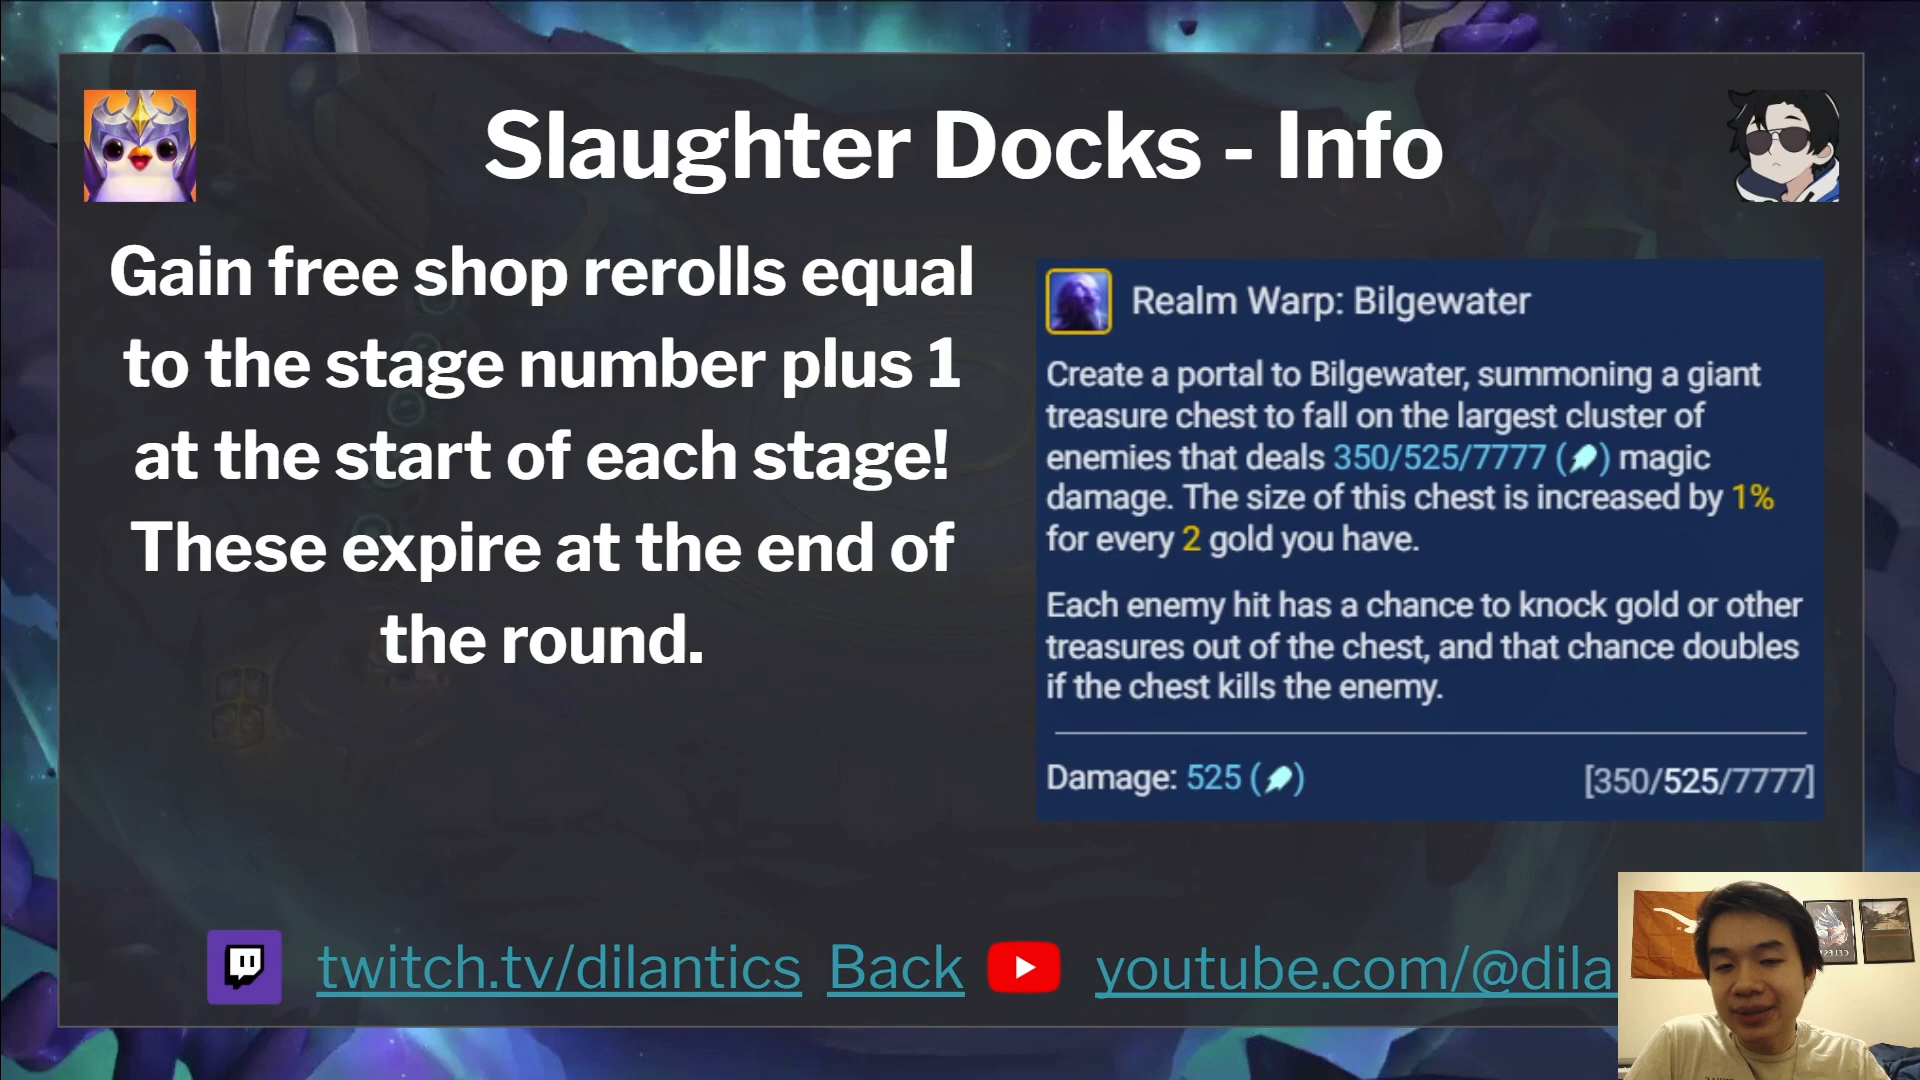 Slaughter Docks - Info
Gain free shop rerolls equal
to the stage number plus 1
at the start of each stage!
These expire at the end of
the round.
Realm Warp: Bilgewater
Create a portal to Bilgewater, summoning a giant
treasure chest to fall on the largest cluster of
enemies that deals 350/525/7777 () magic
damage. The size of this chest is increased by 1%
for every 2 gold you have.
Each enemy hit has a chance to knock gold or other
treasures out of the chest, and that chance doubles
if the chest kills the enemy.
Damage: 525 () [350/525/7777]
twitch.tv/dilantics Back youtube.com/@dila